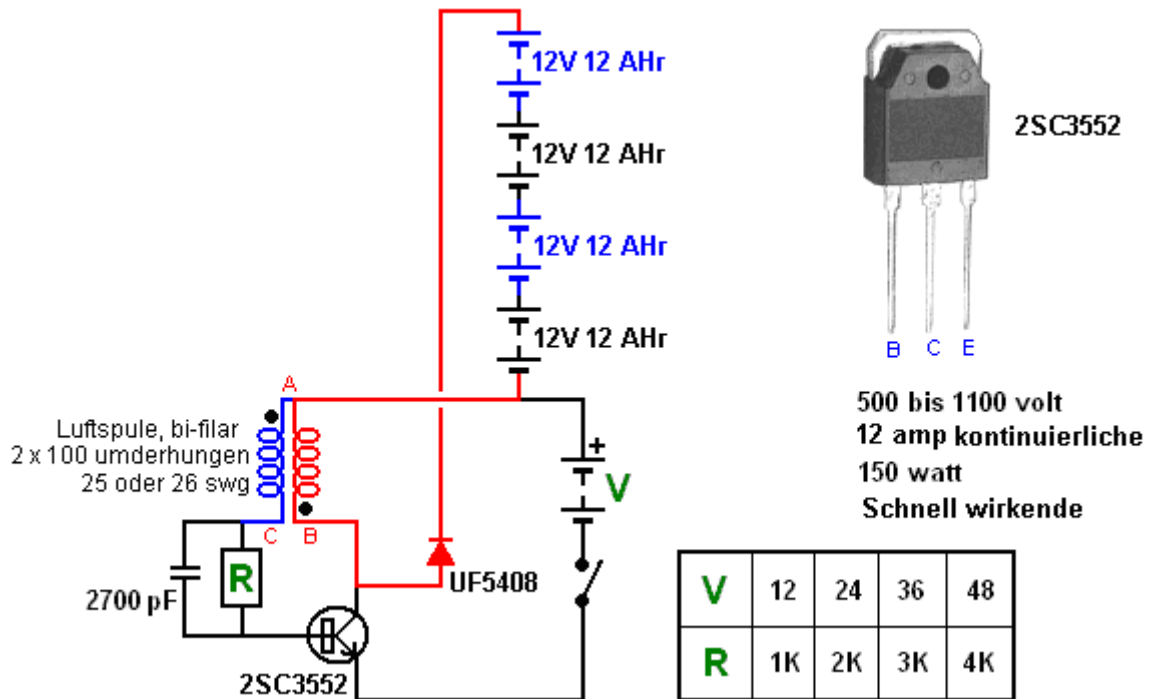 12V 12 AHr
12V 12 AHr
12V 12 AHr
12V 12 AHr
2SC3552
B C E
500 bis 1100 volt
12 amp kontinuierliche
150 watt
Schnell wirkende
A
Luftspule, bi-filar
2 x 100 umderhungen
25 oder 26 swg
C B
+
V
R
2700 pF
UF5408
2SC3552
V 12 24 36 48
R 1K 2K 3K 4K